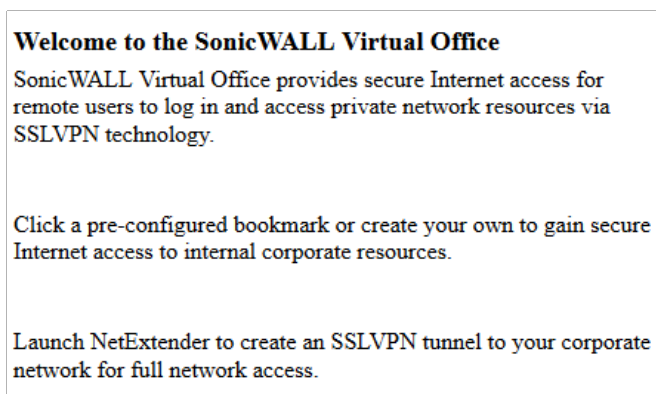 Welcome to the SonicWALL Virtual Office
SonicWALL Virtual Office provides secure Internet access for
remote users to log in and access private network resources via
SSLVPN technology.
Click a pre-configured bookmark or create your own to gain secure
Internet access to internal corporate resources.
Launch NetExtender to create an SSLVPN tunnel to your corporate
network for full network access.